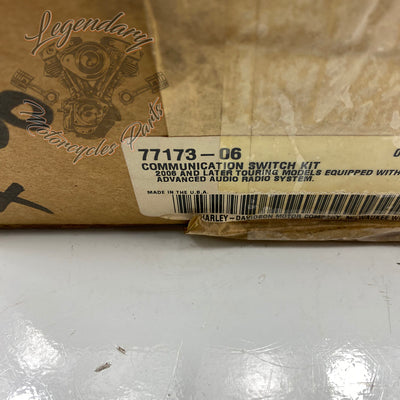 Legendary
Motorcycles Parts
77173-06
COMMUNICATION SWITCH KIT
2006 AND LATER TOURING MODELS EQUIPPED WITH
ADVANCED AUDIO RADIO SYSTEM.
MADE IN THE U.S.A.
HARLEY-DAVIDSON MOTOR